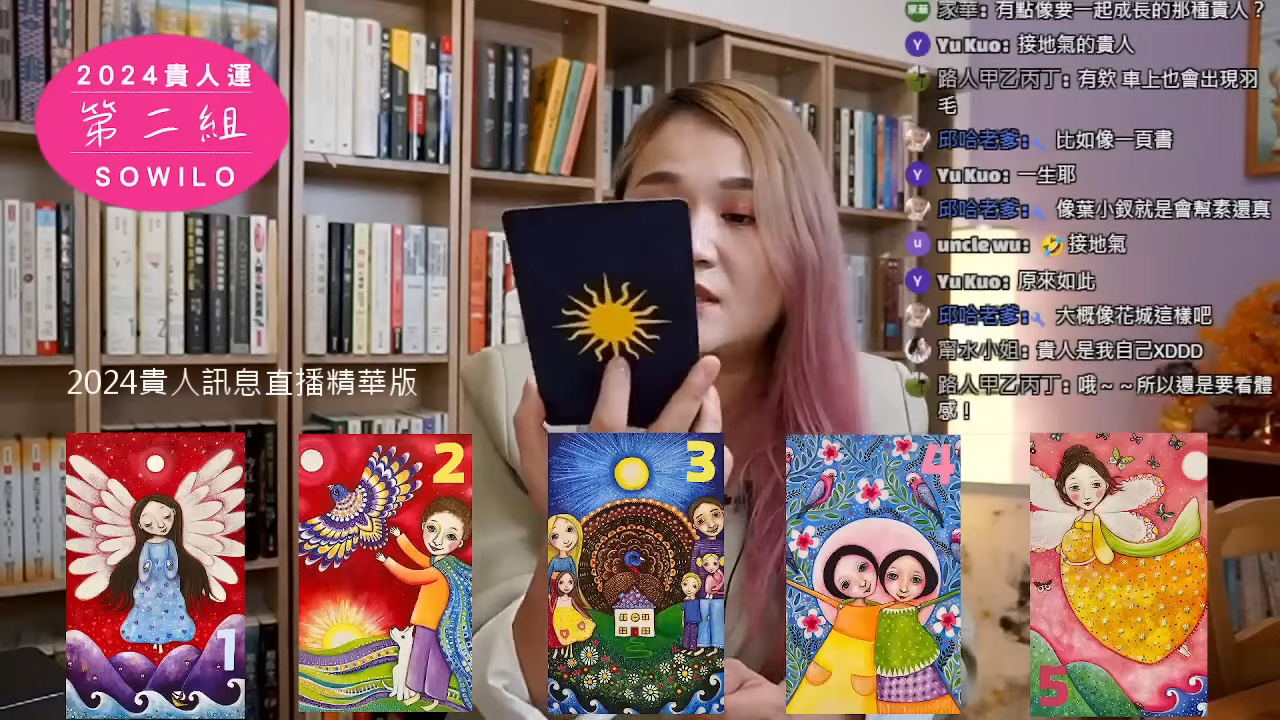 2024貴人運
第二組
SOWILO
2024貴人訊息直播精華版
家華: 有點像要一起成長的那種貴人？
Yu Kuo: 接地氣的貴人
路人甲乙丙丁: 有欸 車上也會出現羽
毛
邱哈老爹: 比如像一頁書
Yu Kuo: 一生耶
邱哈老爹: 像葉小釵就是會幫素還真
uncle wu: 🤣接地氣
Yu Kuo: 原來如此
邱哈老爹: 大概像花城這樣吧
甯水小姐: 貴人是我自己XDDD
路人甲乙丙丁: 哦～～所以還是要看體
感！
1
2
3
4
5